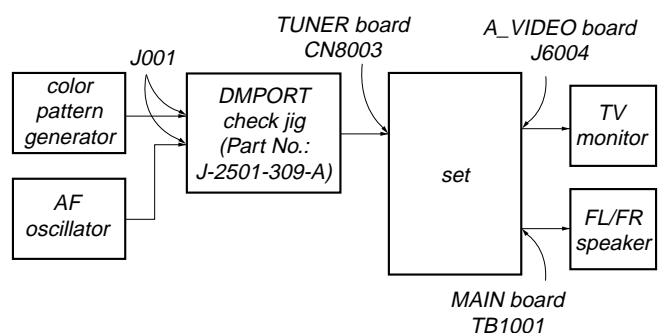 TUNER board
CN8003
A_VIDEO board
J6004
J001
color
pattern
generator
DMPORT
check jig
(Part No.:
J-2501-309-A)
TV
monitor
set
AF
oscillator
FL/FR
speaker
MAIN board
TB1001